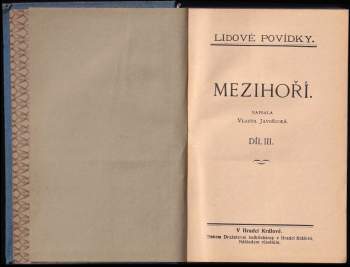 LIDOVÉ POVÍDKY.
MEZIHOŘÍ.
NAPSALA
VLASTA JAVOŘICKÁ.
DÍL III.
V Hradci Králové.
Tiskem Družstevní knihtiskárny v Hradci Králové.
Nákladem vlastním.